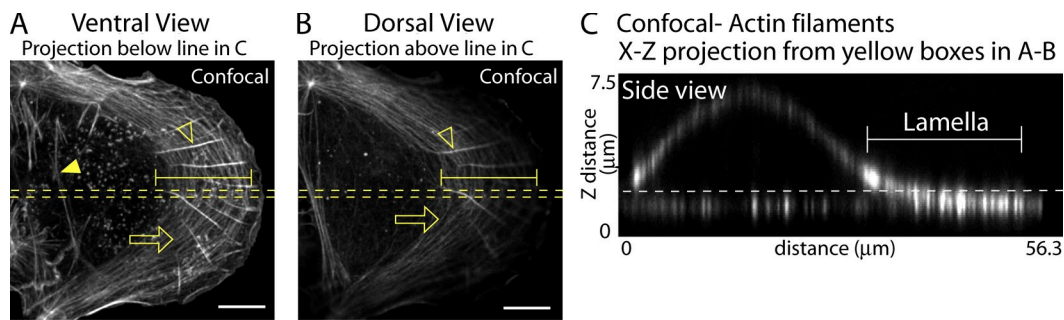 A Ventral View
Projection below line in C
Confocal
B Dorsal View
Projection above line in C
Confocal
C Confocal- Actin filaments
X-Z projection from yellow boxes in A-B
7.5
Side view
Lamella
Z distance
(μm)
0
0
distance (μm)
56.3